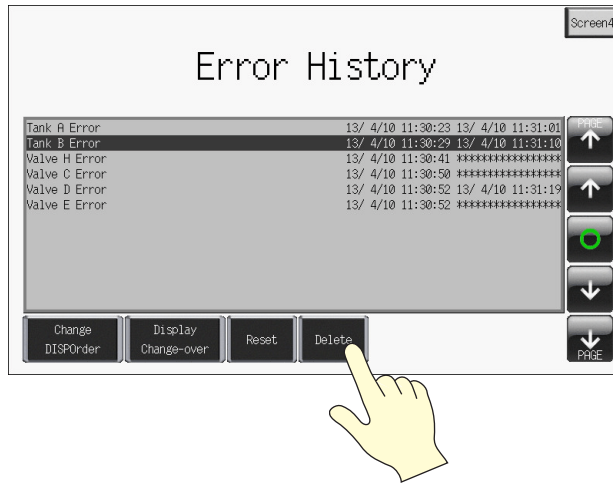 Screen4
Error History
Tank A Error 13/ 4/10 11:30:23 13/ 4/10 11:31:01
Tank B Error 13/ 4/10 11:30:29 13/ 4/10 11:31:10
Valve H Error 13/ 4/10 11:30:41 *****************
Valve C Error 13/ 4/10 11:30:50 *****************
Valve D Error 13/ 4/10 11:30:52 13/ 4/10 11:31:19
Valve E Error 13/ 4/10 11:30:52 *****************
PAGE
Change
DISPOrder
Display
Change-over
Reset
Delete
PAGE